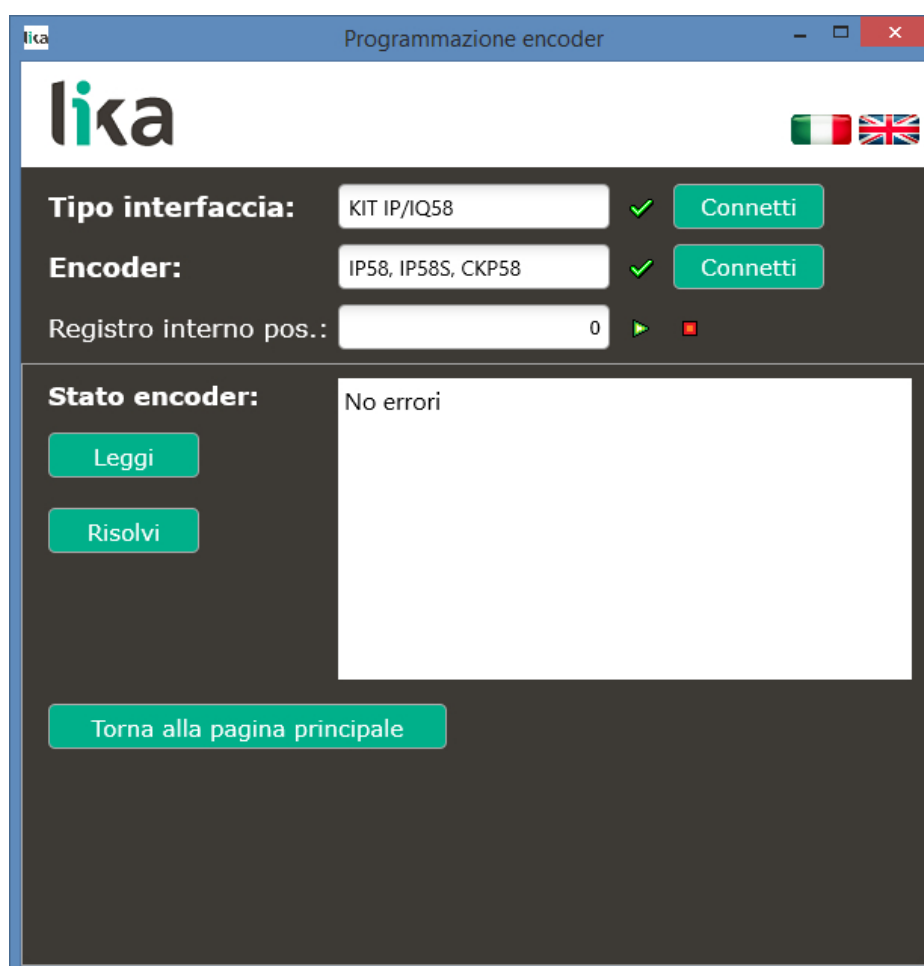 lika
Programmazione encoder
lika
Tipo interfaccia: KIT IP/IQ58 Connetti
Encoder: IP58, IP58S, CKP58 Connetti
Registro interno pos.: 0
Stato encoder: No errori
Leggi
Risolvi
Torna alla pagina principale